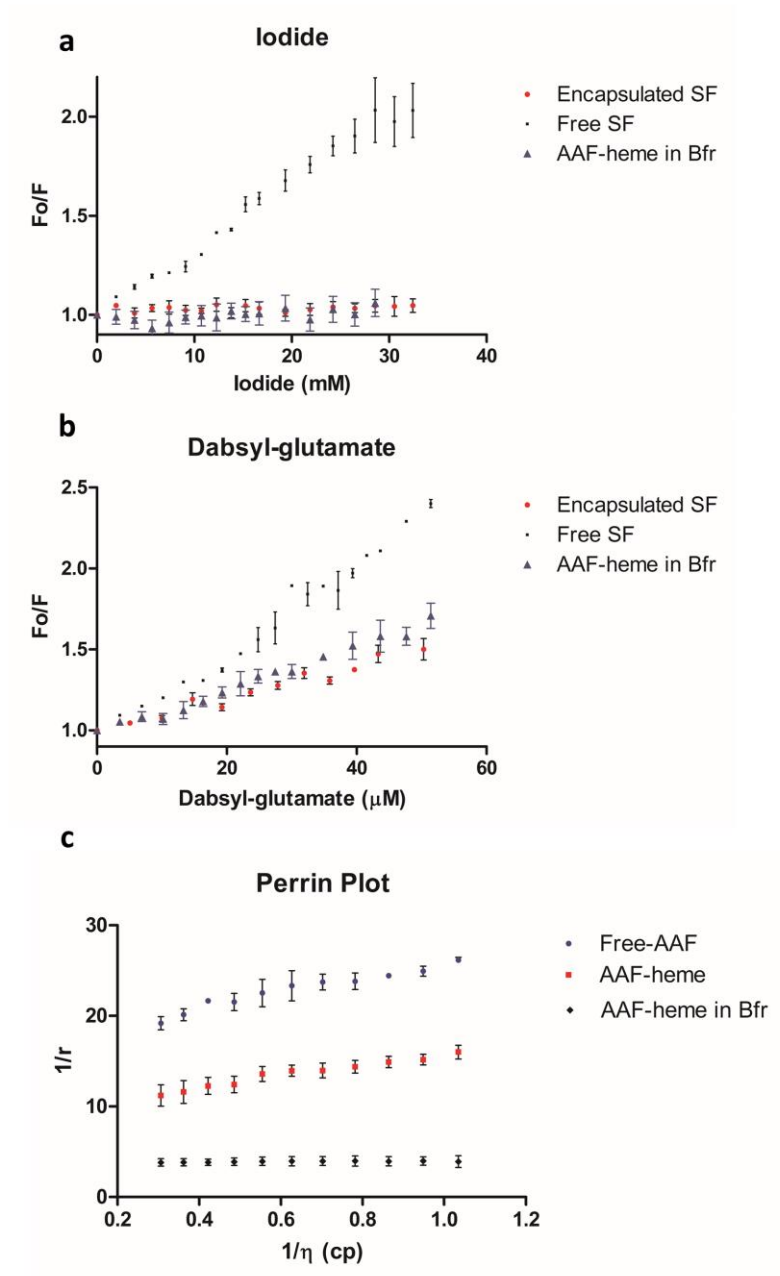 a
Iodide
Encapsulated SF
Free SF
AAF-heme in Bfr
Fo/F
2.0
1.5
1.0
0 10 20 30 40
Iodide (mM)
b
Dabsyl-glutamate
Encapsulated SF
Free SF
AAF-heme in Bfr
Fo/F
2.5
2.0
1.5
1.0
0 20 40 60
Dabsyl-glutamate (μM)
c
Perrin Plot
Free-AAF
AAF-heme
AAF-heme in Bfr
1/r
30
20
10
0
0.2 0.4 0.6 0.8 1.0 1.2
1/η (cp)